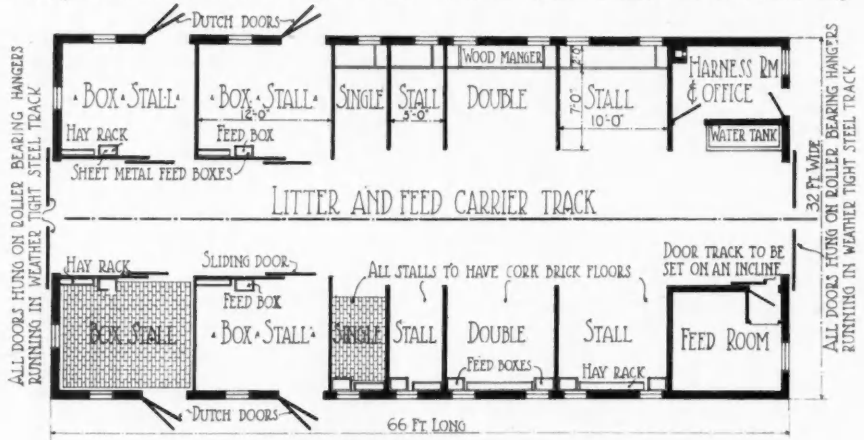 DUTCH DOORS
ALL DOORS HUNG ON ROLLER BEARING HANGERS
RUNNING IN WEATHER TIGHT STEEL TRACK
BOX STALL
BOX STALL
12'-0"
SINGLE
STALL
5'-0"
WOOD MANGER
DOUBLE
2'-0"
7'-0"
STALL
10'-0"
HARNESS RM
& OFFICE
WATER TANK
HAY RACK
FEED BOX
SHEET METAL FEED BOXES
LITTER AND FEED CARRIER TRACK
32 FT WIDE
ALL DOORS HUNG ON ROLLER BEARING HANGERS
RUNNING IN WEATHER TIGHT STEEL TRACK
HAY RACK
SLIDING DOOR
ALL STALLS TO HAVE CORK BRICK FLOORS
DOOR TRACK TO BE
SET ON AN INCLINE
FEED BOX
BOX STALL
BOX STALL
SINGLE
STALL
DOUBLE
STALL
FEED ROOM
FEED BOXES
HAY RACK
DUTCH DOORS
66 FT LONG